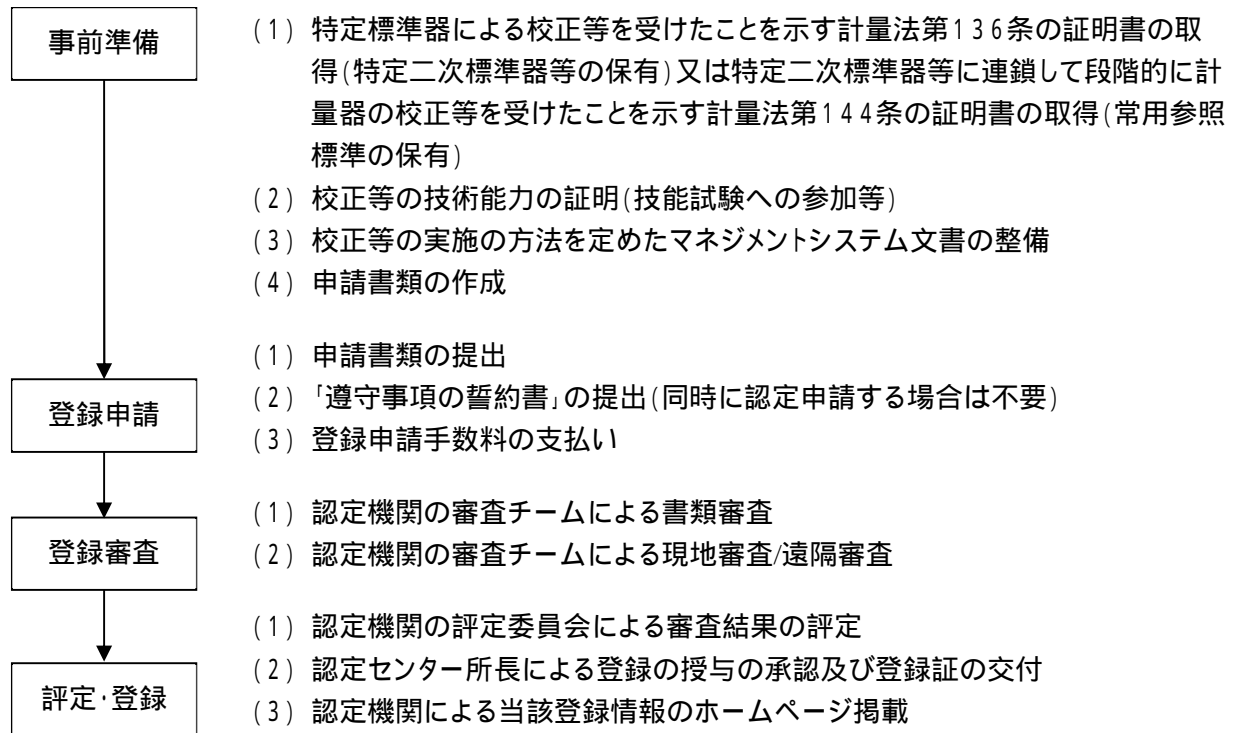 事前準備
(1) 特定標準器による校正等を受けたことを示す計量法第136条の証明書の取
得(特定二次標準器等の保有)又は特定二次標準器等に連鎖して段階的に計
量器の校正等を受けたことを示す計量法第144条の証明書の取得(常用参照
標準の保有)
(2) 校正等の技術能力の証明(技能試験への参加等)
(3) 校正等の実施の方法を定めたマネジメントシステム文書の整備
(4) 申請書類の作成
登録申請
(1) 申請書類の提出
(2) 「遵守事項の誓約書」の提出(同時に認定申請する場合は不要)
(3) 登録申請手数料の支払い
登録審査
(1) 認定機関の審査チームによる書類審査
(2) 認定機関の審査チームによる現地審査/遠隔審査
評定・登録
(1) 認定機関の評定委員会による審査結果の評定
(2) 認定センター所長による登録の授与の承認及び登録証の交付
(3) 認定機関による当該登録情報のホームページ掲載